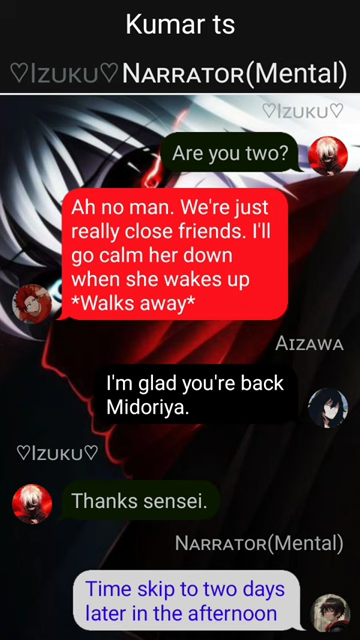 Kumar ts
♡Izuku♡ Narrator(Mental)
♡Izuku♡
Are you two?
Ah no man. We're just
really close friends. I'll
go calm her down
when she wakes up
*Walks away*
Aizawa
I'm glad you're back
Midoriya.
♡Izuku♡
Thanks sensei.
Narrator(Mental)
Time skip to two days
later in the afternoon